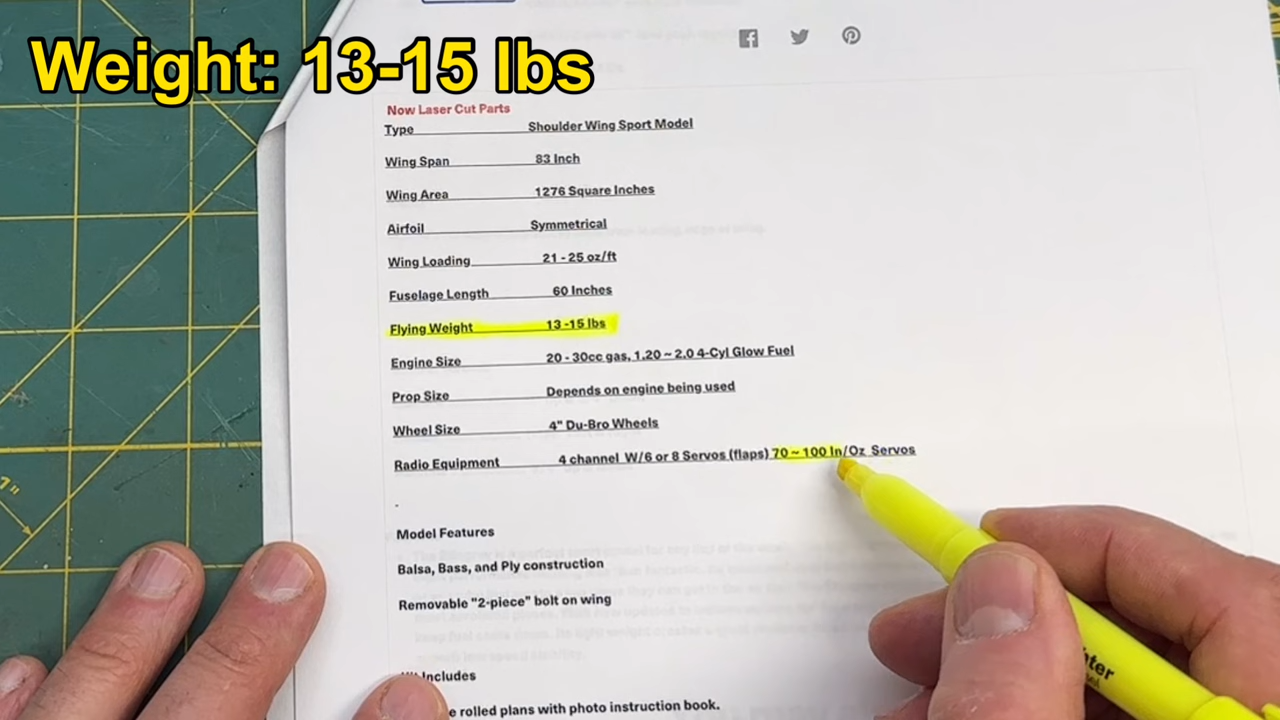 Weight: 13-15 lbs
Now Laser Cut Parts
Type Shoulder Wing Sport Model
Wing Span 83 Inch
Wing Area 1276 Square Inches
Airfoil Symmetrical
Wing Loading 21 - 25 oz/ft
Fuselage Length 60 Inches
Flying Weight 13 -15 lbs
Engine Size 20 - 30cc gas, 1.20 ~ 2.0 4-Cyl Glow Fuel
Prop Size Depends on engine being used
Wheel Size 4" Du-Bro Wheels
Radio Equipment 4 channel W/6 or 8 Servos (flaps) 70 ~ 100 In/Oz Servos
.
Model Features
Balsa, Bass, and Ply construction
Removable "2-piece" bolt on wing
Includes
rolled plans with photo instruction book.
7"